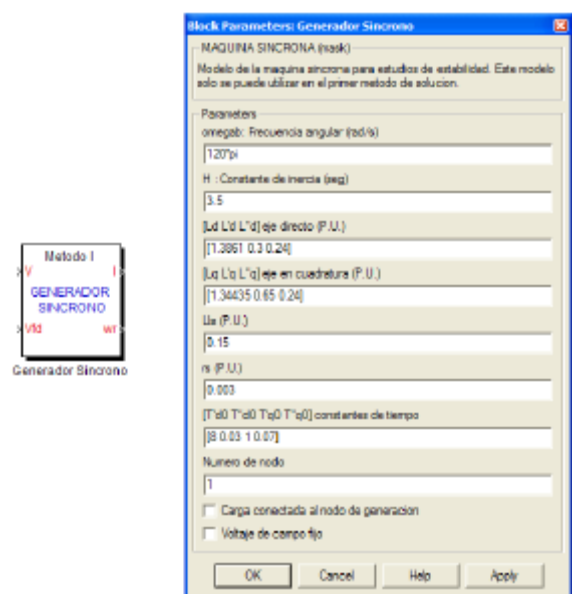 Metodo I
V
I
GENERADOR
SINCRONO
Vfd
wr
Generador Sincrono
Block Parameters: Generador Sincrono
MAQUINA SINCRONA (mask)
Modelo de la maquina sincrona para estudios de estabilidad. Este modelo
solo se puede utilizar en el primer metodo de solucion.
Parameters
omegab: Frecuencia angular (rad/s)
120*pi
H : Constante de inercia (seg)
3.5
[Ld L'd L"d] eje directo (P.U.)
[1.3861 0.3 0.24]
[Lq L'q L"q] eje en cuadratura (P.U.)
[1.34435 0.65 0.24]
Lls (P.U.)
0.15
rs (P.U.)
0.003
[T'd0 T"d0 T'q0 T"q0] constantes de tiempo
[8 0.03 1 0.07]
Numero de nodo
1
Carga conectada al nodo de generacion
Voltaje de campo fijo
OK
Cancel
Help
Apply